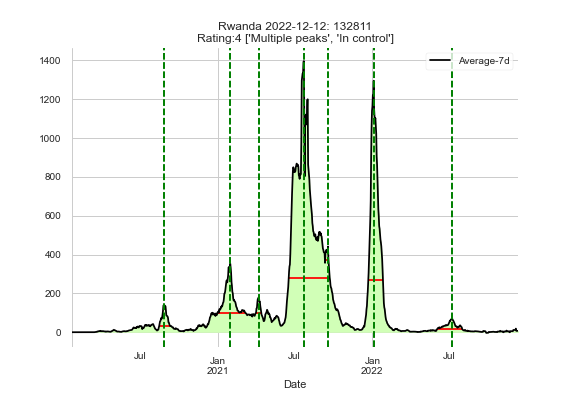 Rwanda 2022-12-12: 132811
Rating:4 ['Multiple peaks', 'In control']
Average-7d
1400
1200
1000
800
600
400
200
0
Jul
Jan
2021
Jul
Jan
2022
Jul
Date